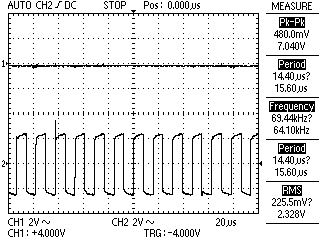 AUTO CH2 DC STOP Pos: 0.000µs MEASURE
Pk-Pk
480.0mV
7.040V
1
Period
14.40µs?
15.60µs
Frequency
69.44kHz?
64.10kHz
Period
14.40µs?
15.60µs
2
RMS
225.5mV?
2.328V
CH1 2V ~ CH2 2V ~ 20µs
CH1: +4.000V TRG: -4.000V